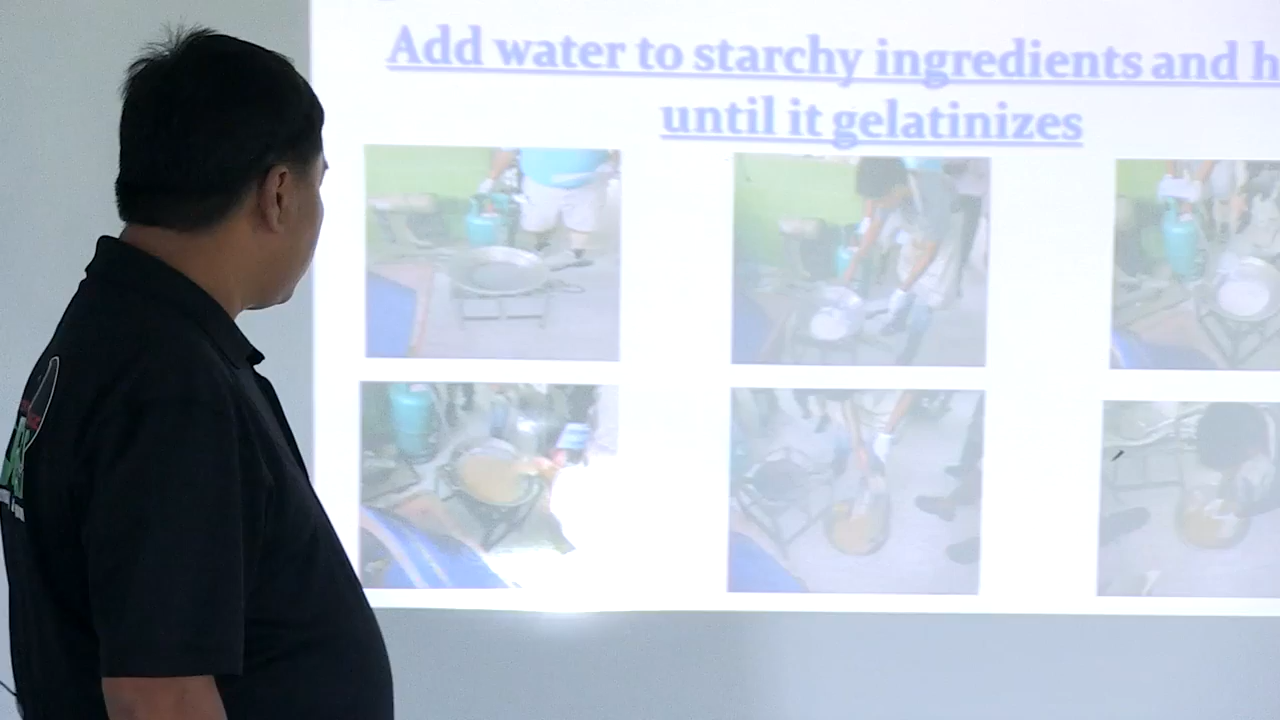 Add water to starchy ingredients and h
until it gelatinizes